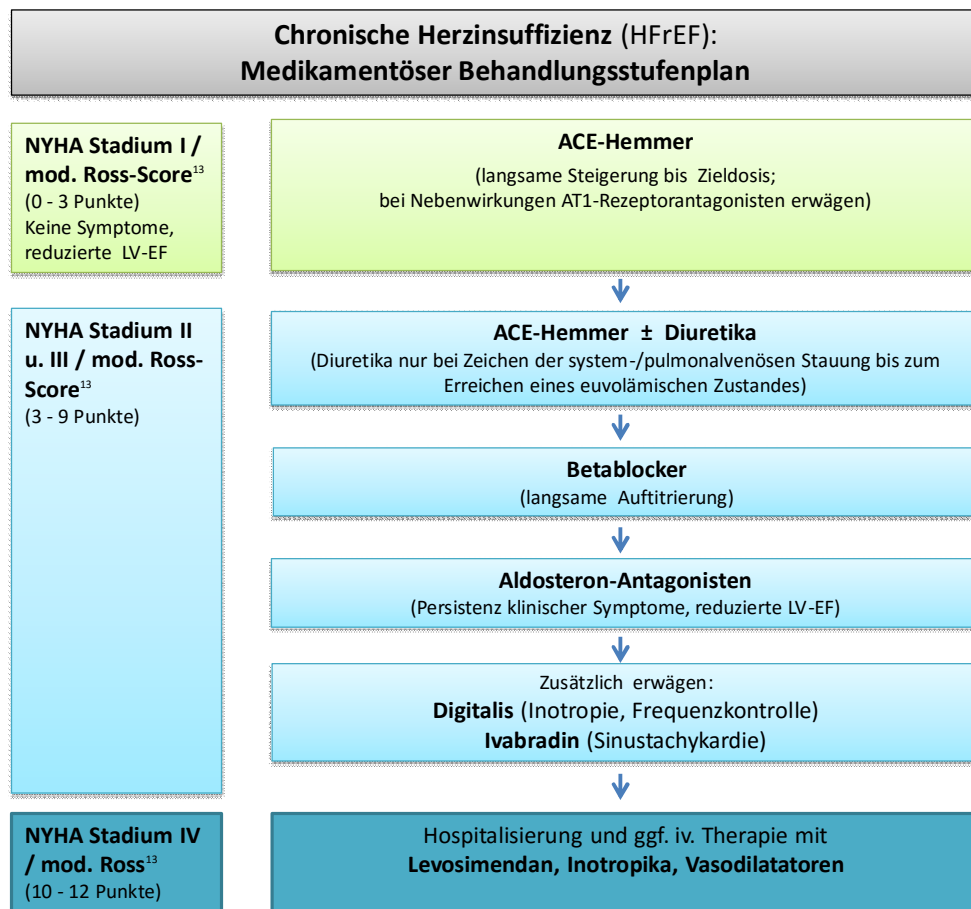 Chronische Herzinsuffizienz (HFrEF):
Medikamentöser Behandlungsstufenplan
NYHA Stadium I /
mod. Ross-Score¹³
(0 - 3 Punkte)
Keine Symptome,
reduzierte LV-EF
ACE-Hemmer
(langsame Steigerung bis Zieldosis;
bei Nebenwirkungen AT1-Rezeptorantagonisten erwägen)
NYHA Stadium II
u. III / mod. Ross-
Score¹³
(3 - 9 Punkte)
ACE-Hemmer ± Diuretika
(Diuretika nur bei Zeichen der system-/pulmonalvenösen Stauung bis zum
Erreichen eines euvolämischen Zustandes)
Betablocker
(langsame Auftitrierung)
Aldosteron-Antagonisten
(Persistenz klinischer Symptome, reduzierte LV-EF)
Zusätzlich erwägen:
Digitalis (Inotropie, Frequenzkontrolle)
Ivabradin (Sinustachykardie)
NYHA Stadium IV
/ mod. Ross¹³
(10 - 12 Punkte)
Hospitalisierung und ggf. iv. Therapie mit
Levosimendan, Inotropika, Vasodilatatoren